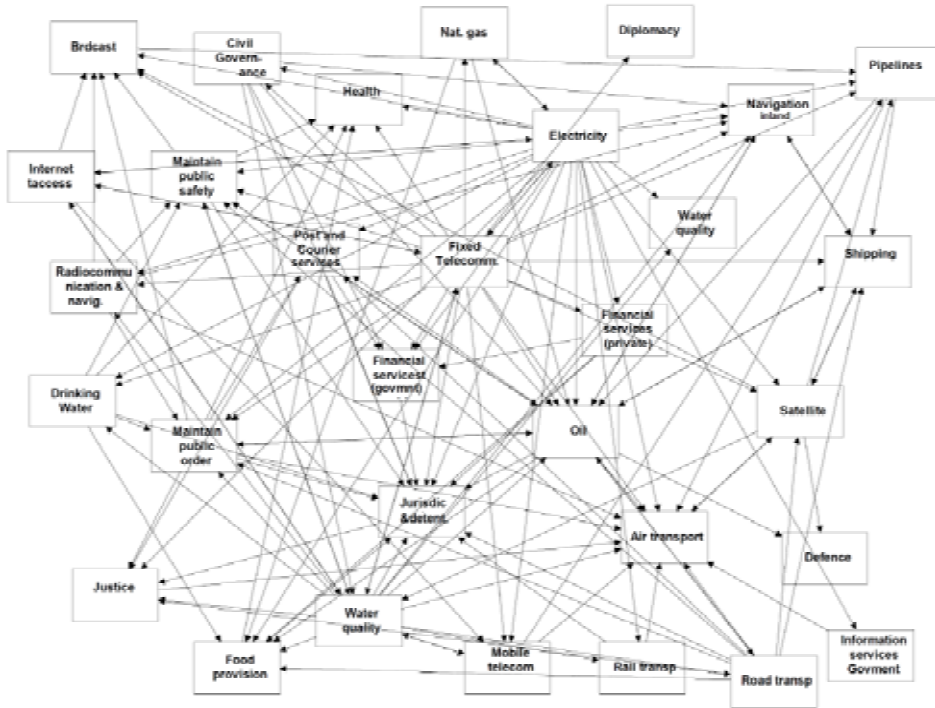 Brdcast
Civil
Govern-
ance
Nat. gas
Diplomacy
Pipelines
Health
Navigation
inland
Electricity
Internet
taccess
Maintain
public
safety
Water
quality
Post and
Courier
services
Fixed
Telecomm.
Shipping
Radiocommu
nication &
navig.
Financial
services
(private)
Financial
servicest
(govmnt)
Drinking
Water
Satellite
Maintain
public
order
Oil
Jurisdic
&detent.
Air transport
Defence
Justice
Water
quality
Food
provision
Mobile
telecom
Rail transp
Road transp
Information
services
Govment